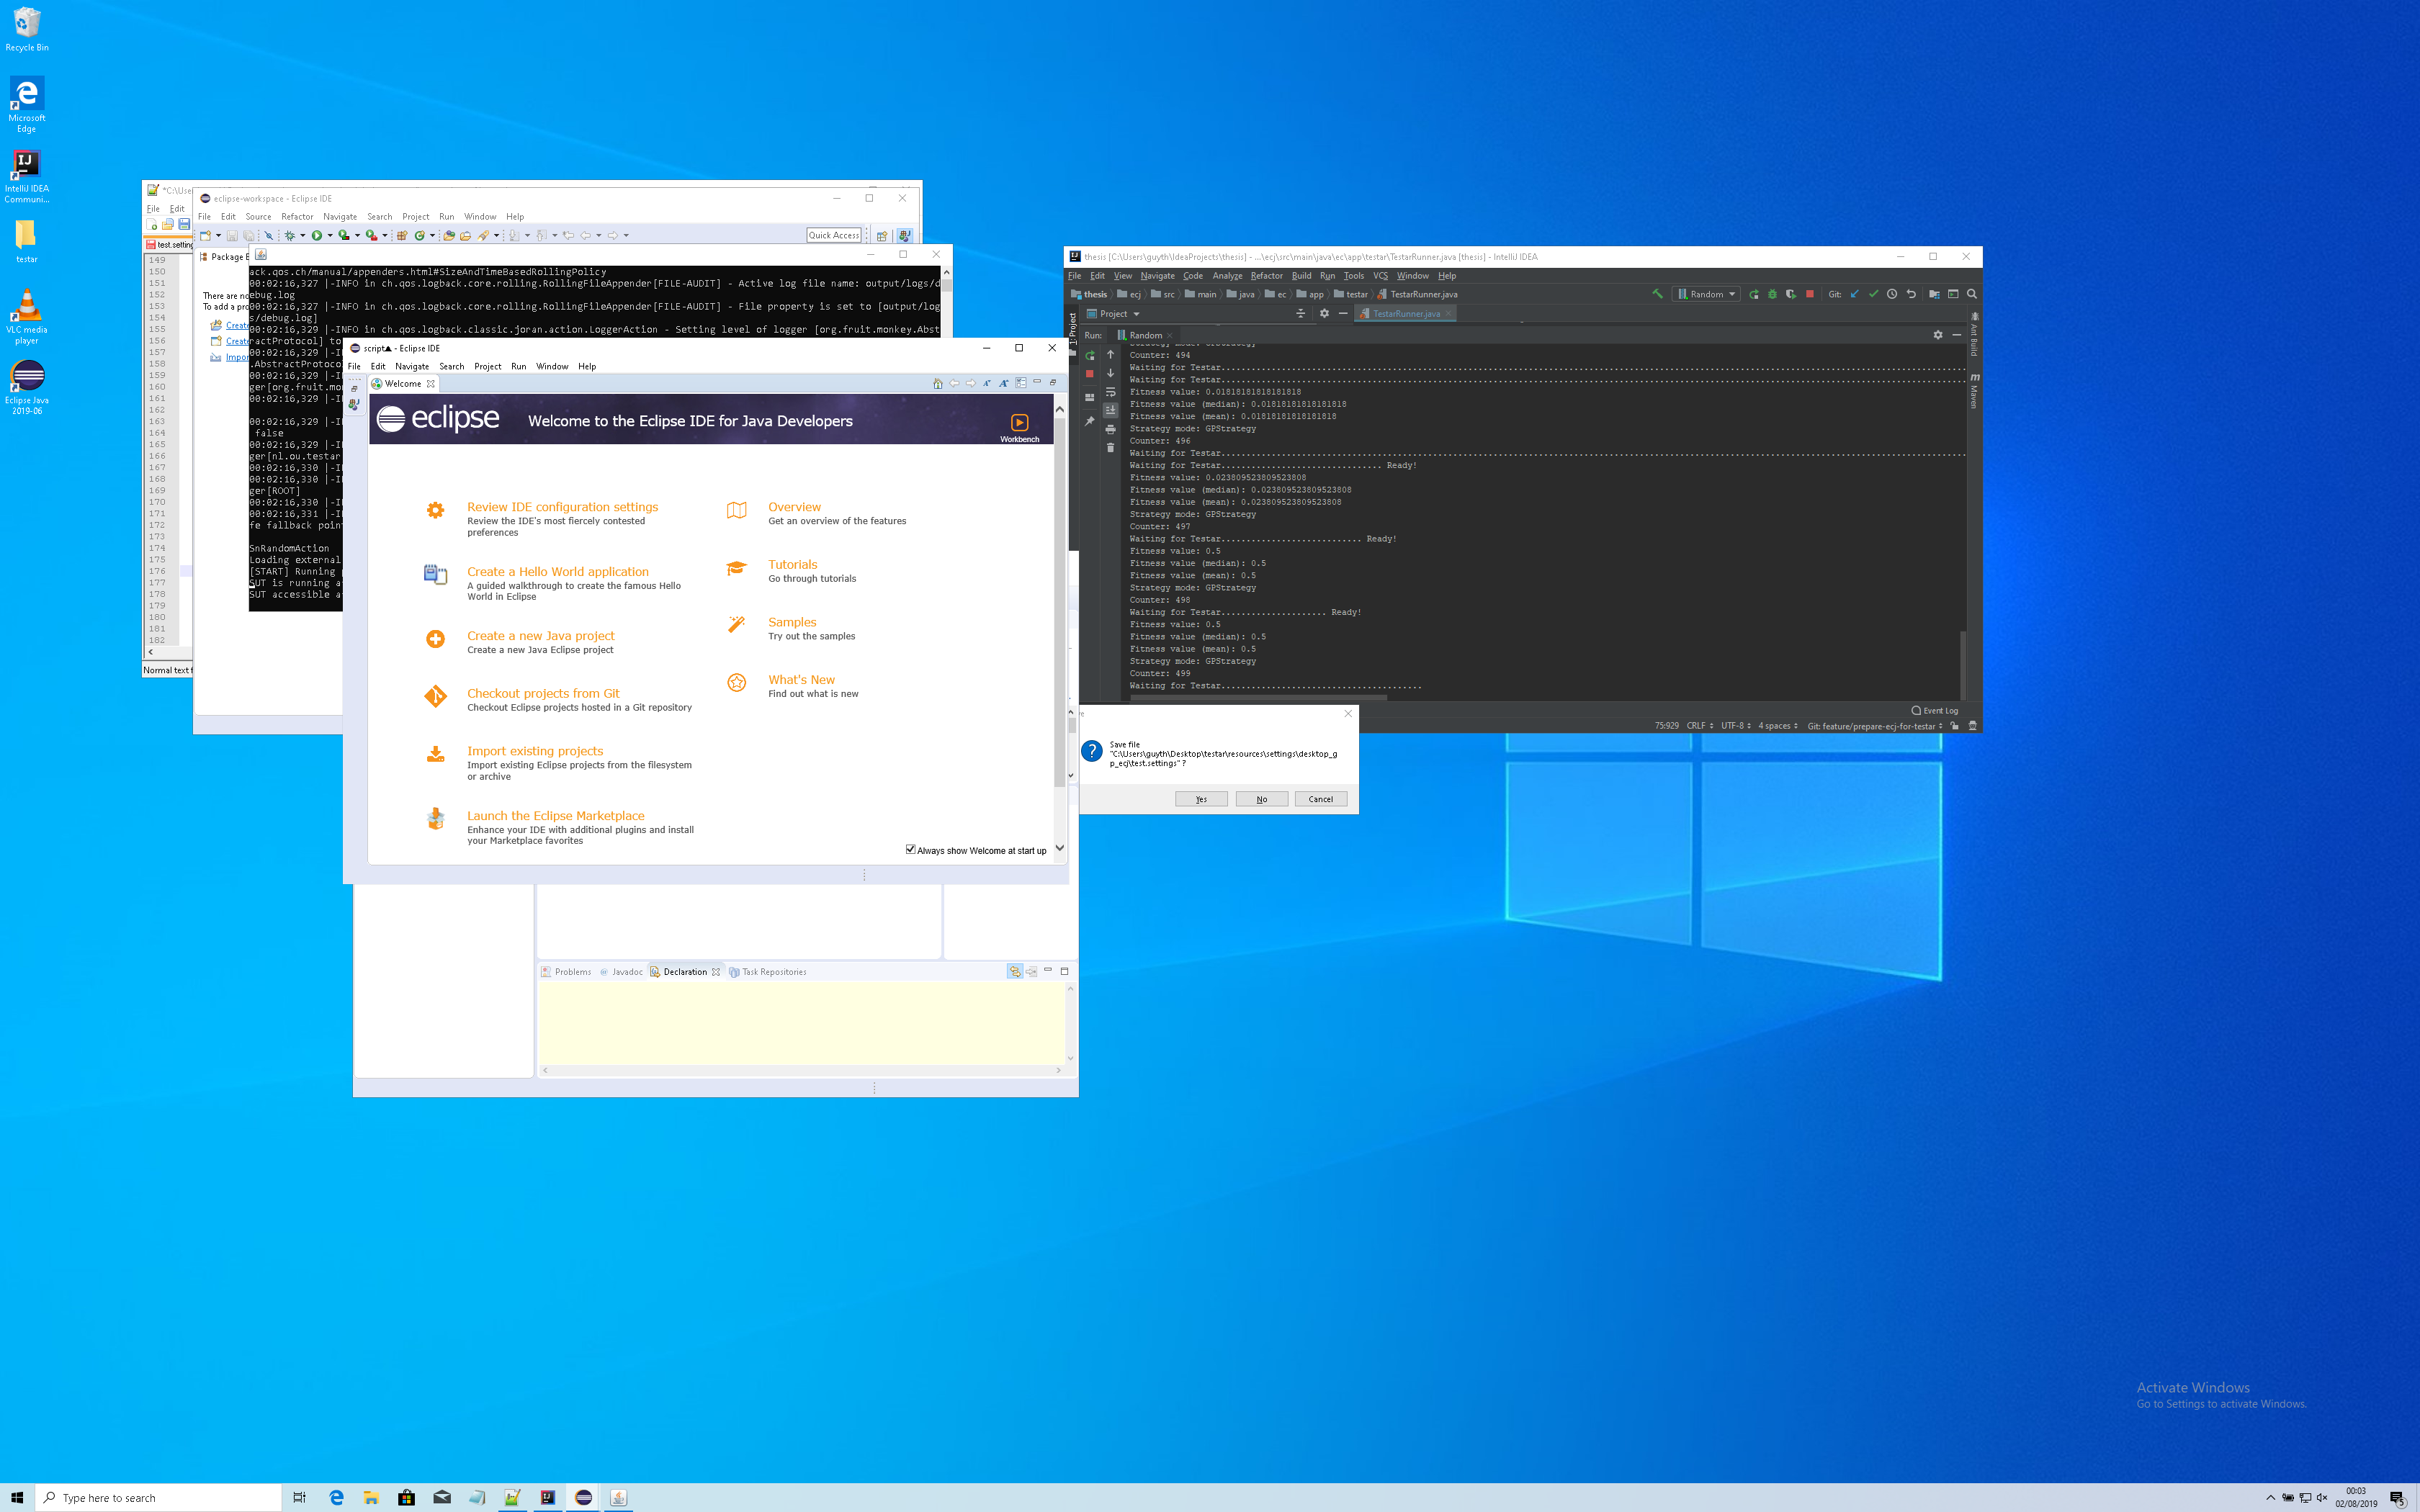 Recycle Bin
Microsoft
Edge
IntelliJ IDEA
Communi...
testar
VLC media
player
Eclipse Java
2019-06
*C:\Use
File Edit
test.setting
149
150
151
152
153
154
155
156
157
158
159
160
161
162
163
164
165
166
167
168
169
170
171
172
173
174
175
176
177
178
179
180
181
182
Normal text f
eclipse-workspace - Eclipse IDE
File Edit Source Refactor Navigate Search Project Run Window Help
Quick Access
Package E
There are no
To add a pro
Create
Create
Impor
ack.qos.ch/manual/appenders.html#SizeAndTimeBasedRollingPolicy
00:02:16,327 |-INFO in ch.qos.logback.core.rolling.RollingFileAppender[FILE-AUDIT] - Active log file name: output/logs/d
ebug.log
00:02:16,327 |-INFO in ch.qos.logback.core.rolling.RollingFileAppender[FILE-AUDIT] - File property is set to [output/log
s/debug.log]
00:02:16,329 |-INFO in ch.qos.logback.classic.joran.action.LoggerAction - Setting level of logger [org.fruit.monkey.Abst
ractProtocol] to
00:02:16,329 |-I
.AbstractProtoco
00:02:16,329 |-I
ger[org.fruit.mo
00:02:16,329 |-I
00:02:16,329 |-I
false
00:02:16,329 |-I
ger[nl.ou.testar
00:02:16,330 |-I
00:02:16,330 |-I
ger[ROOT]
00:02:16,330 |-I
00:02:16,331 |-I
fe fallback poin
SnRandomAction
Loading external
[START] Running
SUT is running a
SUT accessible a
script▲ - Eclipse IDE
File Edit Navigate Search Project Run Window Help
Welcome
eclipse
Welcome to the Eclipse IDE for Java Developers
Workbench
Review IDE configuration settings
Review the IDE's most fiercely contested
preferences
Create a Hello World application
A guided walkthrough to create the famous Hello
World in Eclipse
Create a new Java project
Create a new Java Eclipse project
Checkout projects from Git
Checkout Eclipse projects hosted in a Git repository
Import existing projects
Import existing Eclipse projects from the filesystem
or archive
Launch the Eclipse Marketplace
Enhance your IDE with additional plugins and install
your Marketplace favorites
Overview
Get an overview of the features
Tutorials
Go through tutorials
Samples
Try out the samples
What's New
Find out what is new
Always show Welcome at start up
Problems Javadoc Declaration Task Repositories
thesis [C:\Users\guyth\IdeaProjects\thesis] - ...\ecj\src\main\java\ec\app\testar\TestarRunner.java [thesis] - IntelliJ IDEA
File Edit View Navigate Code Analyze Refactor Build Run Tools VCS Window Help
thesis ecj src main java ec app testar TestarRunner.java
Random
Git:
Project
TestarRunner.java
Project
Ant Build
Maven
Run: Random
Counter: 494
Waiting for Testar................................................................................
Waiting for Testar................................................................................
Fitness value: 0.01818181818181818
Fitness value (median): 0.01818181818181818
Fitness value (mean): 0.01818181818181818
Strategy mode: GPStrategy
Counter: 496
Waiting for Testar................................................................................
Waiting for Testar................................ Ready!
Fitness value: 0.023809523809523808
Fitness value (median): 0.023809523809523808
Fitness value (mean): 0.023809523809523808
Strategy mode: GPStrategy
Counter: 497
Waiting for Testar............................ Ready!
Fitness value: 0.5
Fitness value (median): 0.5
Fitness value (mean): 0.5
Strategy mode: GPStrategy
Counter: 498
Waiting for Testar..................... Ready!
Fitness value: 0.5
Fitness value (median): 0.5
Fitness value (mean): 0.5
Strategy mode: GPStrategy
Counter: 499
Waiting for Testar........................................
Event Log
75:929 CRLF UTF-8 4 spaces Git: feature/prepare-ecj-for-testar
Save file
"C:\Users\guyth\Desktop\testar\resources\settings\desktop_g
p_ecj\test.settings" ?
Yes No Cancel
Activate Windows
Go to Settings to activate Windows.
Type here to search
00:03
02/08/2019
5